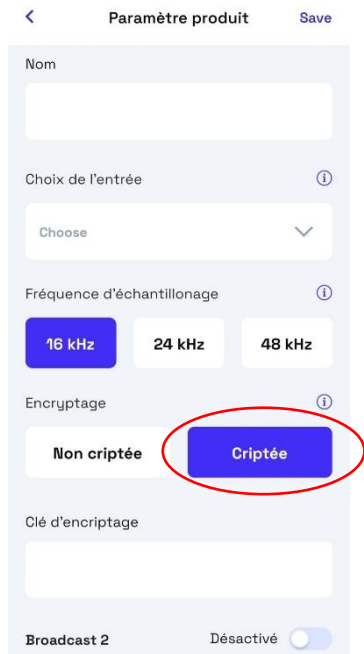 Paramètre produit Save
Nom
Choix de l'entrée
Choose
Fréquence d'échantillonage
16 kHz 24 kHz 48 kHz
Encryptage
Non criptée Criptée
Clé d'encriptage
Broadcast 2 Désactivé